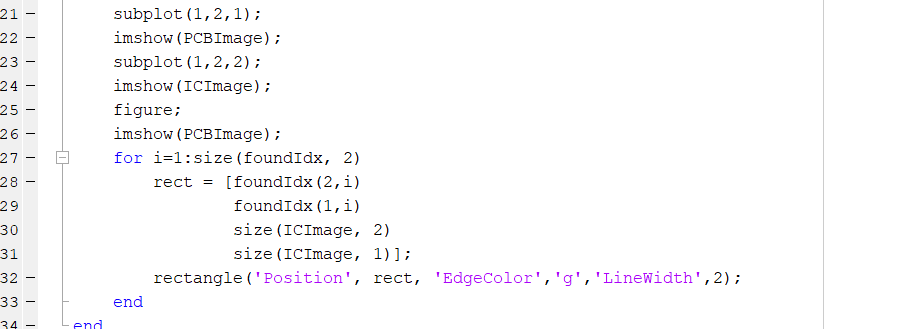 21 –     subplot(1,2,1);
22 –     imshow(PCBImage);
23 –     subplot(1,2,2);
24 –     imshow(ICImage);
25 –     figure;
26 –     imshow(PCBImage);
27 –     for i=1:size(foundIdx, 2)
28 –         rect = [foundIdx(2,i)
29                 foundIdx(1,i)
30                 size(ICImage, 2)
31                 size(ICImage, 1)];
32 –         rectangle('Position', rect, 'EdgeColor','g','LineWidth',2);
33 –     end
34 – end